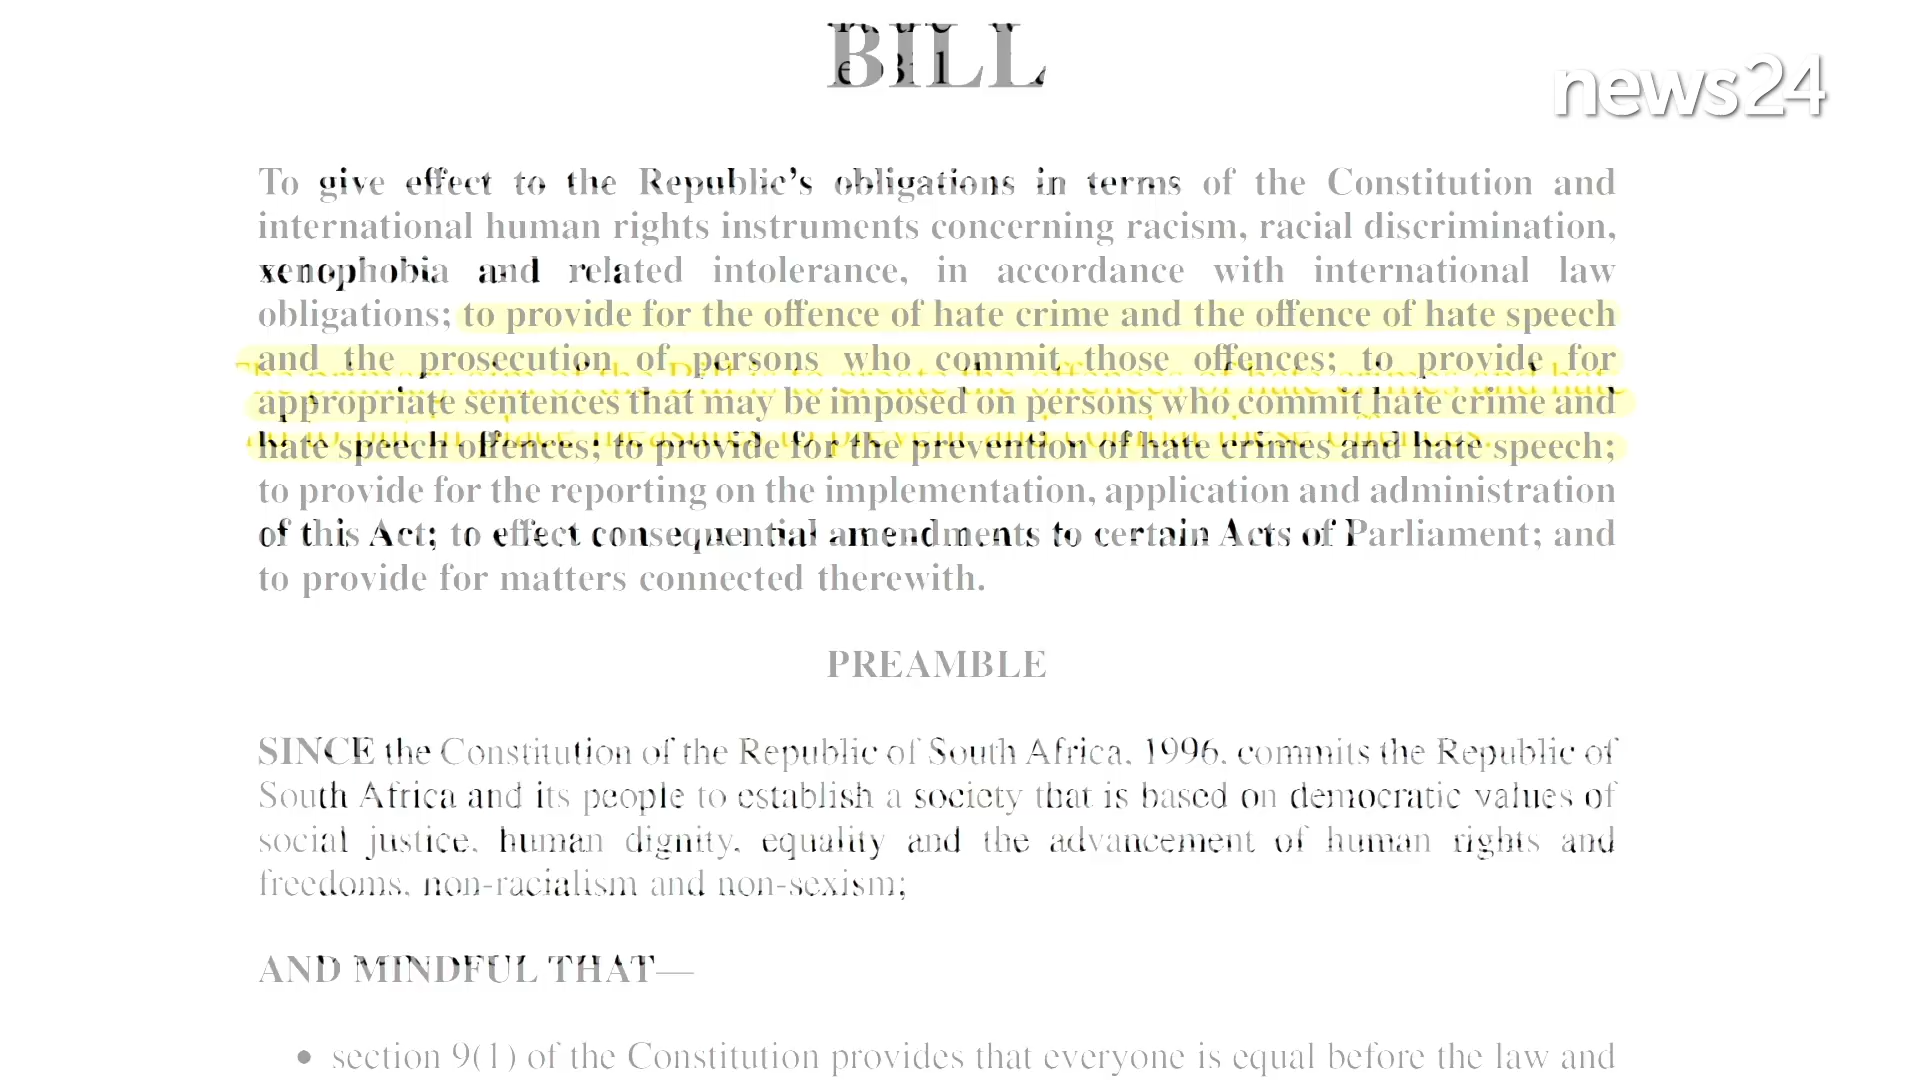 BILL
news24
To give effect to the Republic's obligations in terms of the Constitution and
international human rights instruments concerning racism, racial discrimination,
xenophobia and related intolerance, in accordance with international law
obligations; to provide for the offence of hate crime and the offence of hate speech
and the prosecution of persons who commit those offences; to provide for
appropriate sentences that may be imposed on persons who commit hate crime and
hate speech offences; to provide for the prevention of hate crimes and hate speech;
to provide for the reporting on the implementation, application and administration
of this Act; to effect consequential amendments to certain Acts of Parliament; and
to provide for matters connected therewith.
PREAMBLE
SINCE the Constitution of the Republic of South Africa, 1996, commits the Republic of
South Africa and its people to establish a society that is based on democratic values of
social justice, human dignity, equality and the advancement of human rights and
freedoms, non-racialism and non-sexism;
AND MINDFUL THAT—
• section 9(1) of the Constitution provides that everyone is equal before the law and